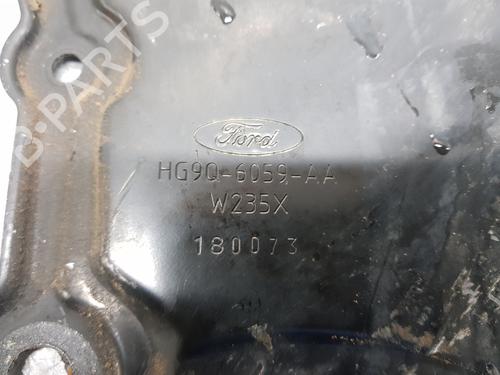 Ford
HG9Q-6059-AA
W235X
180073
B-PARTS